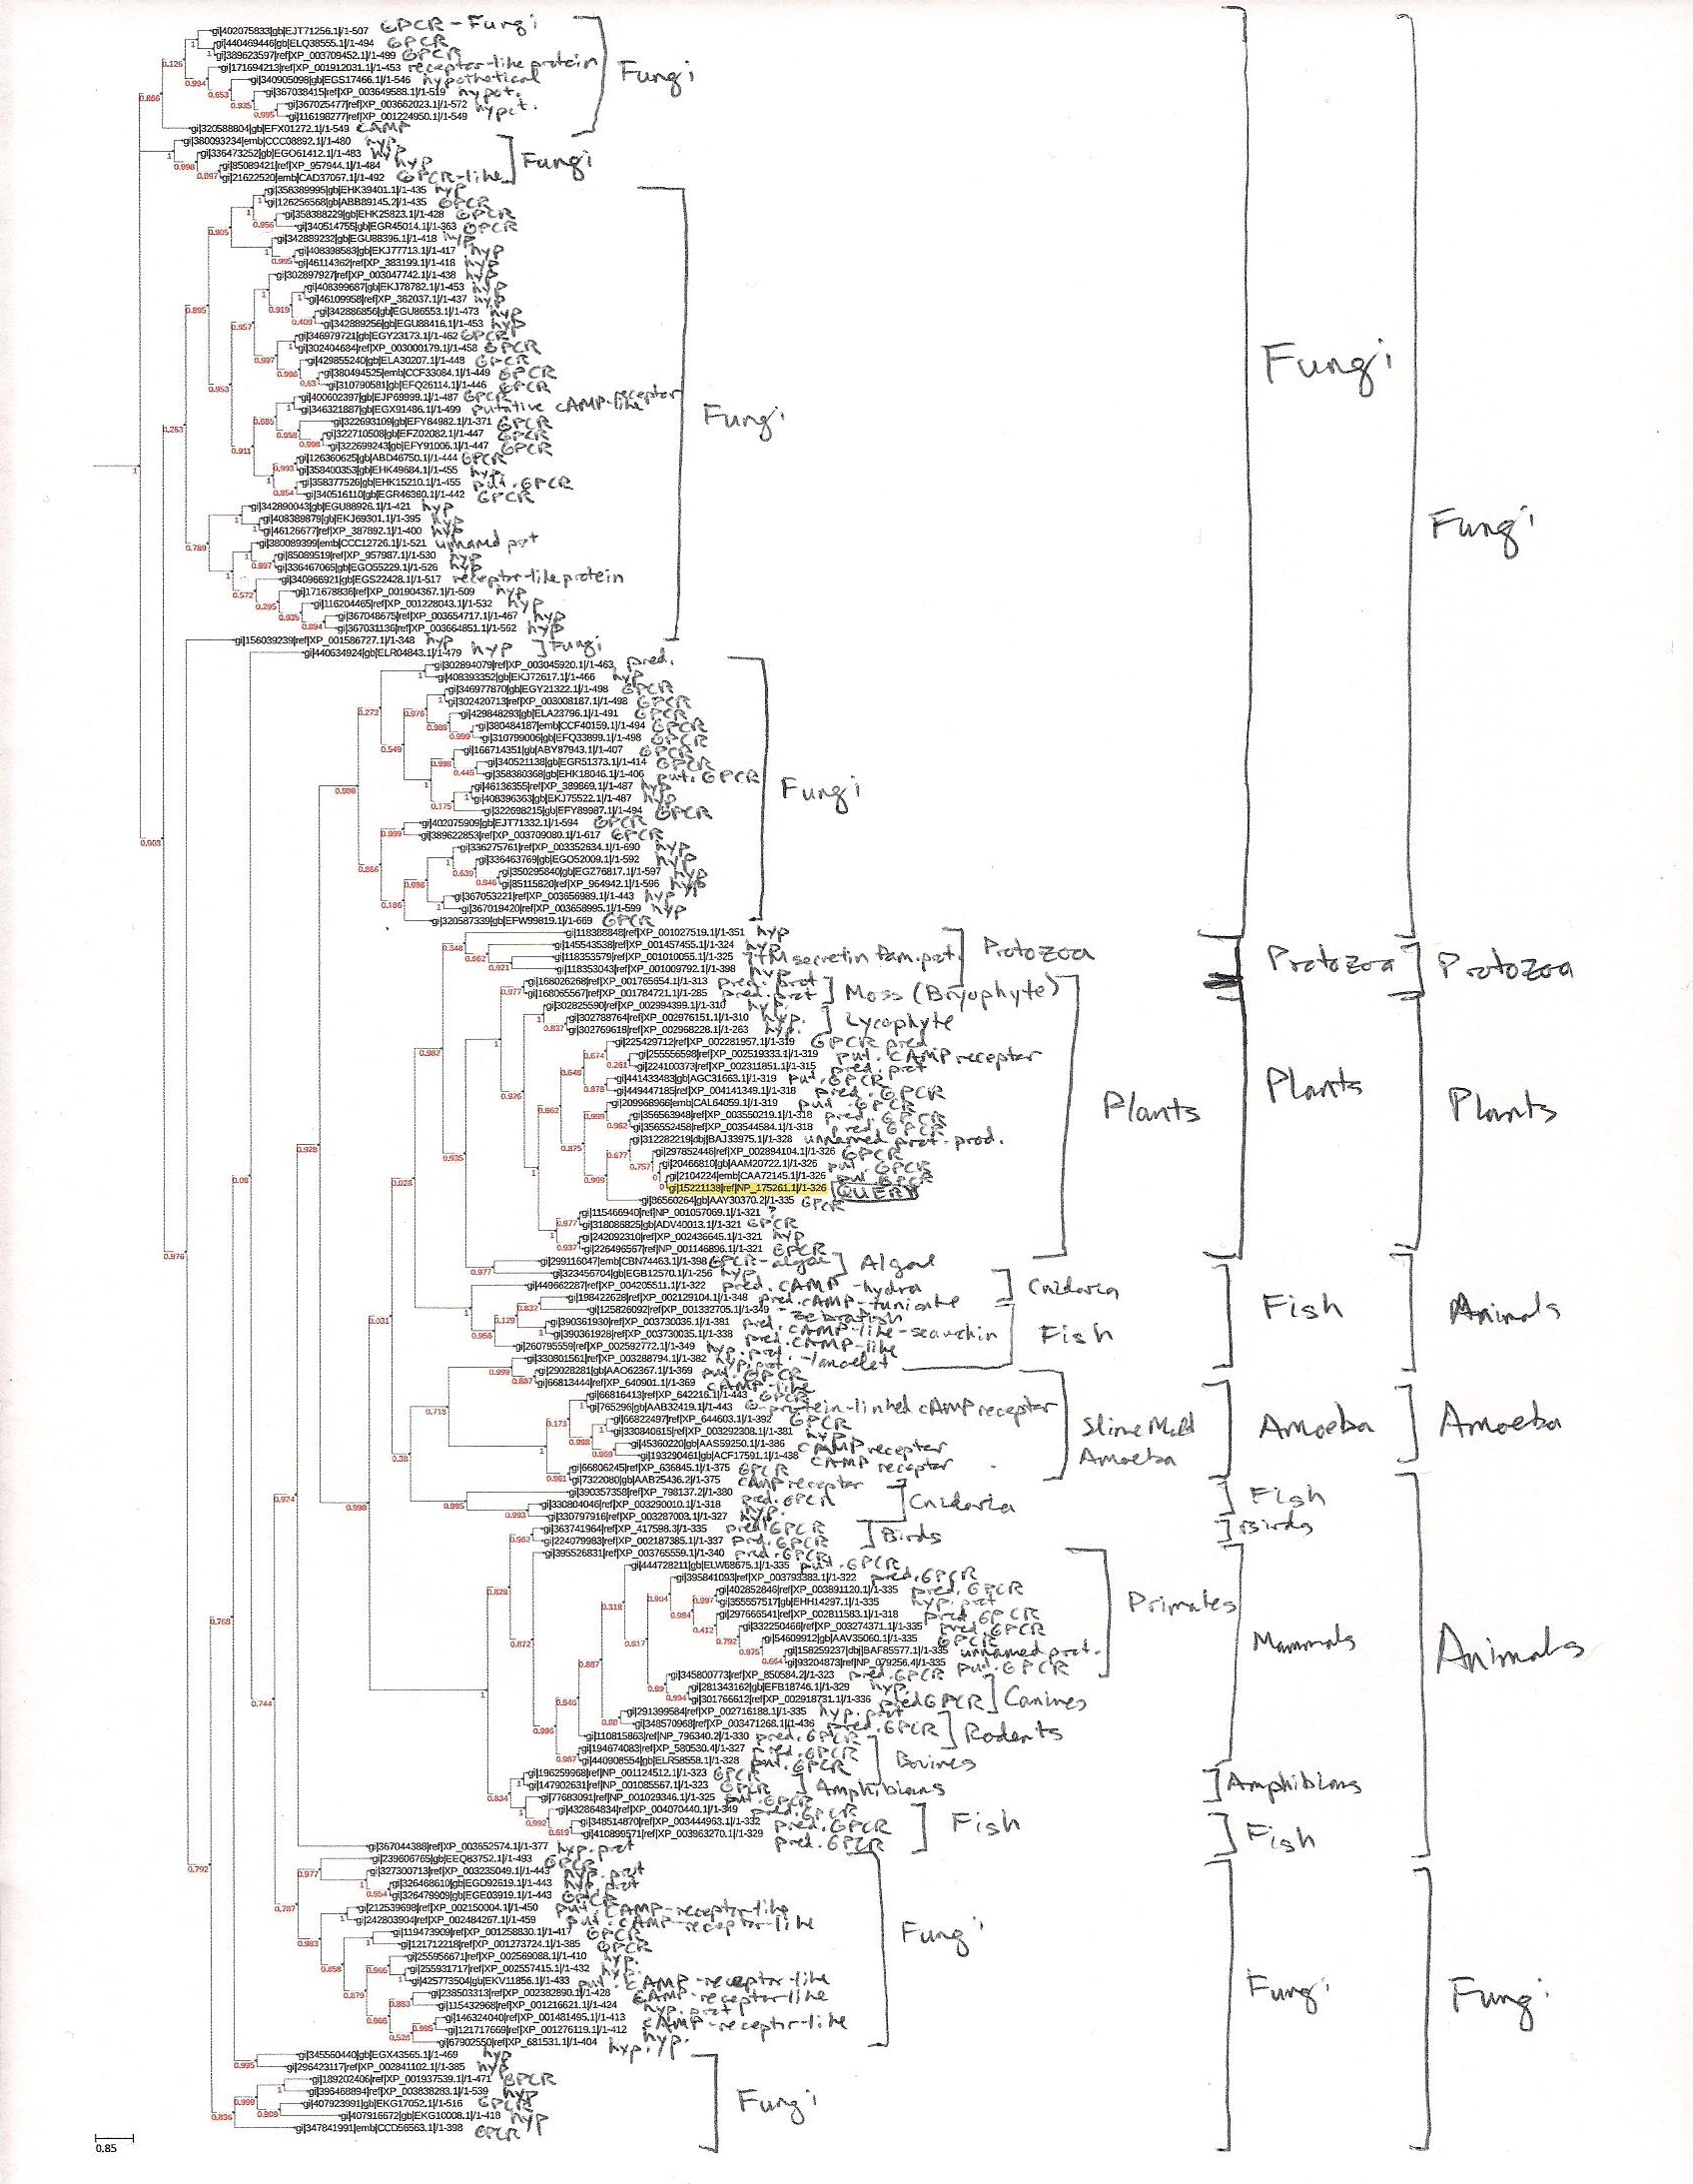 gi|402075833|gb|EJT71256.1|/1-507 GPCR-Fungi
gi|440469446|gb|ELQ38555.1|/1-494 GPCR
gi|389623597|ref|XP_003709452.1|/1-499 GPCR
gi|171694213|ref|XP_001912031.1|/1-453 receptor-like protein
gi|340905098|gb|EGS17466.1|/1-546 hypothetical
gi|367038415|ref|XP_003649588.1|/1-519 hypot.
gi|367025477|ref|XP_003662023.1|/1-572 hypot.
gi|116198277|ref|XP_001224950.1|/1-549
Fungi
gi|320588804|gb|EFX01272.1|/1-549 CAMP
gi|380093234|emb|CCC08892.1|/1-480 hyp
gi|336473252|gb|EGO61412.1|/1-483 hyp
gi|85089421|ref|XP_957944.1|/1-484 hyp
gi|21622520|emb|CAD37067.1|/1-492 GPCR-like
Fungi
gi|358389995|gb|EHK39401.1|/1-435 hyp
gi|126256568|gb|ABB89145.2|/1-435 GPCR
gi|358388229|gb|EHK25823.1|/1-428 GPCR
gi|340514755|gb|EGR45014.1|/1-363 GPCR
gi|342889232|gb|EGU88396.1|/1-418 hyp
gi|408398583|gb|EKJ77713.1|/1-417 hyp
gi|46114362|ref|XP_383199.1|/1-418 hyp
gi|302897927|ref|XP_003047742.1|/1-438 hyp
gi|408399687|gb|EKJ78782.1|/1-453 hyp
gi|46109958|ref|XP_382037.1|/1-437 hyp
gi|342886856|gb|EGU86553.1|/1-473 hyp
gi|342889256|gb|EGU88416.1|/1-453 hyp
gi|346979721|gb|EGY23173.1|/1-462 GPCR
gi|302404684|ref|XP_003000179.1|/1-458 GPCR
gi|429855240|gb|ELA30207.1|/1-448 GPCR
gi|380494525|emb|CCF33084.1|/1-449 GPCR
gi|310790581|gb|EFQ26114.1|/1-446 GPCR
gi|400602397|gb|EJP69999.1|/1-487 GPCR
gi|346321887|gb|EGX91486.1|/1-499 putative cAMP-like receptor
gi|322693109|gb|EFY84982.1|/1-371 GPCR
gi|322710508|gb|EFZ02082.1|/1-447 GPCR
gi|322699243|gb|EFY91006.1|/1-447 GPCR
gi|126360625|gb|ABD46750.1|/1-444 GPCR
gi|358400353|gb|EHK49684.1|/1-455 hyp.
gi|358377526|gb|EHK15210.1|/1-455 put. GPCR
gi|340516110|gb|EGR46360.1|/1-442 GPCR
gi|342890043|gb|EGU88926.1|/1-421 hyp
gi|408389879|gb|EKJ69301.1|/1-395 hyp
gi|46126677|ref|XP_387892.1|/1-400 hyp
gi|380089399|emb|CCC12726.1|/1-521 unnamed pot
gi|85089519|ref|XP_957987.1|/1-530 hyp
gi|336467065|gb|EGO55229.1|/1-526 hyp
gi|340966921|gb|EGS22428.1|/1-517 receptor-like protein
gi|171678836|ref|XP_001904367.1|/1-509 hyp
gi|116204465|ref|XP_001228043.1|/1-532 hyp
gi|367048675|ref|XP_003654717.1|/1-467 hyp
gi|367031136|ref|XP_003664851.1|/1-562 hyp
Fungi
gi|156039239|ref|XP_001586727.1|/1-348 hyp
gi|440634924|gb|ELR04843.1|/1-479 hyp ] Fungi
gi|302894079|ref|XP_003045920.1|/1-463 pred.
gi|408393352|gb|EKJ72617.1|/1-466 hyp
gi|346977870|gb|EGY21322.1|/1-498 GPCR
gi|302420713|ref|XP_003008187.1|/1-498 GPCR
gi|429848293|gb|ELA23796.1|/1-491 GPCR
gi|380484187|emb|CCF40159.1|/1-494 GPCR
gi|310799006|gb|EFQ33899.1|/1-498 GPCR
gi|166714351|gb|ABY87943.1|/1-407 GPCR
gi|340521138|gb|EGR51373.1|/1-414 GPCR
gi|358380368|gb|EHK18046.1|/1-406 put. GPCR
gi|46136355|ref|XP_389869.1|/1-487 hyp
gi|408396363|gb|EKJ75522.1|/1-487 hyp
gi|322698215|gb|EFY89987.1|/1-494 GPCR
gi|402075909|gb|EJT71332.1|/1-594 GPCR
gi|389622853|ref|XP_003709080.1|/1-617 GPCR
gi|336275761|ref|XP_003352634.1|/1-690 hyp
gi|336463769|gb|EGO52009.1|/1-592 hyp
gi|350295840|gb|EGZ76817.1|/1-597 hyp
gi|85115820|ref|XP_964942.1|/1-596 hyp
gi|367053221|ref|XP_003656989.1|/1-443 hyp
gi|367019420|ref|XP_003658995.1|/1-599 hyp
gi|320587339|gb|EFW99819.1|/1-669 GPCR
Fungi
Fungi
Fungi
gi|118388848|ref|XP_001027519.1|/1-351 hyp
gi|145543538|ref|XP_001457455.1|/1-324 hyp
gi|118353579|ref|XP_001010055.1|/1-325 7TM secretin fam. pot.
gi|118353043|ref|XP_001009792.1|/1-398 hyp
Protozoa
Protozoa
Protozoa
gi|168026268|ref|XP_001765654.1|/1-313 pred. prot
gi|168065567|ref|XP_001784721.1|/1-285 pred. prot ] Moss (Bryophyte)
gi|302825590|ref|XP_002994399.1|/1-310 hyp.
gi|302788764|ref|XP_002976151.1|/1-310 hyp.
gi|302769618|ref|XP_002968228.1|/1-263 hyp. ] Lycophyte
gi|225429712|ref|XP_002281957.1|/1-319 GPCR pred
gi|255556598|ref|XP_002519333.1|/1-319 put. CAMP receptor
gi|224100373|ref|XP_002311851.1|/1-315 pred. prot
gi|441433483|gb|AGC31663.1|/1-319 put. GPCR
gi|449447185|ref|XP_004141349.1|/1-318 pred. GPCR
gi|209968966|emb|CAL64059.1|/1-319 put. GPCR
gi|356563948|ref|XP_003550219.1|/1-318 pred. GPCR
gi|356552458|ref|XP_003544584.1|/1-318 pred. GPCR
gi|312282219|dbj|BAJ33975.1|/1-328 unnamed prot. prod.
gi|297852446|ref|XP_002894104.1|/1-326 GPCR
gi|20466810|gb|AAM20722.1|/1-326 put. GPCR
gi|2104224|emb|CAA72145.1|/1-326 put GPCR
gi|15221138|ref|NP_175261.1|/1-326 QUERY
gi|66560264|gb|AAY30370.2|/1-335 GPCR
gi|115466940|ref|NP_001057069.1|/1-321 ?
gi|318086825|gb|ADV40013.1|/1-321 GPCR
gi|242092310|ref|XP_002436645.1|/1-321 hyp
gi|226496567|ref|NP_001146896.1|/1-321 GPCR
Plants
Plants
Plants
gi|299116047|emb|CBN74463.1|/1-398 GPCR-algae
gi|323456704|gb|EGB12570.1|/1-256 hyp ] Algal
gi|449662287|ref|XP_004205511.1|/1-322 pred. CAMP-hydra ] Cnidaria
gi|198422628|ref|XP_002129104.1|/1-348 pred. CAMP-tunicate
gi|125826092|ref|XP_001332705.1|/1-349 - Zebrafish
gi|390361930|ref|XP_003730036.1|/1-381 pred. CAMP-like-seaurchin
gi|390361928|ref|XP_003730035.1|/1-338 pred. CAMP-like
gi|260795559|ref|XP_002592772.1|/1-349 hyp. prot. -lancelet
Fish
Fish
Animals
gi|330801561|ref|XP_003288794.1|/1-382 hyp. prot.
gi|29028281|gb|AAO62367.1|/1-369 put. GPCR
gi|66813444|ref|XP_640901.1|/1-369 CAMP-like
gi|66816413|ref|XP_642216.1|/1-443 GPCR
gi|765296|gb|AAB32419.1|/1-443 G-protein-linked cAMP receptor
gi|66822497|ref|XP_644603.1|/1-392 GPCR
gi|330840615|ref|XP_003292308.1|/1-381 hyp
gi|45360220|gb|AAS59250.1|/1-386 CAMP receptor
gi|193290461|gb|ACF17591.1|/1-438 CAMP receptor
gi|66806245|ref|XP_636845.1|/1-375 GPCR
gi|7322080|gb|AAB25436.2|/1-375 CAMP receptor
Slime Mold
Amoeba
Amoeba
Amoeba
gi|390357358|ref|XP_798137.2|/1-380 pred. GPCR
gi|330804046|ref|XP_003290010.1|/1-318 hyp.
gi|330797916|ref|XP_003287003.1|/1-327
Cnidaria
Fish
gi|363741964|ref|XP_417598.3|/1-335 pred. GPCR
gi|224079983|ref|XP_002187385.1|/1-337 pred. GPCR
Birds
Birds
gi|395526831|ref|XP_003765559.1|/1-340 pred. GPCR
gi|444728211|gb|ELW68675.1|/1-335 put. GPCR
gi|395841093|ref|XP_003793383.1|/1-322 pred. GPCR
gi|402852846|ref|XP_003891120.1|/1-335 pred. GPCR
gi|355557517|gb|EHH14297.1|/1-335 hyp. prot
gi|297665541|ref|XP_002811583.1|/1-318 pred. GPCR
gi|332250466|ref|XP_003274371.1|/1-335 pred. GPCR
gi|54609912|gb|AAV35060.1|/1-335 GPCR
gi|158259237|dbj|BAF85577.1|/1-335 unnamed prot.
gi|93204873|ref|NP_079256.4|/1-335 put. GPCR
Primates
Mammals
Animals
gi|345800773|ref|XP_850584.2|/1-323 pred. GPCR
gi|281343162|gb|EFB18746.1|/1-329 hyp.
gi|301766612|ref|XP_002918731.1|/1-336 pred GPCR ] Canines
gi|291399584|ref|XP_002716188.1|/1-335 hyp. prot
gi|348570968|ref|XP_003471268.1|/1-436 pred. GPCR ] Rodents
gi|110815863|ref|NP_796340.2|/1-330 pred. GPCR
gi|194674083|ref|XP_580530.4|/1-327 pred. GPCR
gi|440908554|gb|ELR58558.1|/1-328 put. GPCR
Bovines
gi|196259968|ref|NP_001124512.1|/1-323 GPCR
gi|147902631|ref|NP_001085567.1|/1-323 GPCR ] Amphibians
Amphibians
gi|77683091|ref|NP_001029346.1|/1-325 put. GPCR
gi|432864834|ref|XP_004070440.1|/1-349 pred. GPCR
gi|348514870|ref|XP_003444963.1|/1-332 pred. GPCR
gi|410899571|ref|XP_003963270.1|/1-329 pred. GPCR
Fish
Fish
gi|367044388|ref|XP_003652574.1|/1-377 hyp. prot
gi|239606765|gb|EEQ83752.1|/1-493 GPCR
gi|327300713|ref|XP_003235049.1|/1-443 hyp. prot
gi|326468610|gb|EGD92619.1|/1-443 hyp. prot
gi|326479909|gb|EGE03919.1|/1-443 GPCR
gi|212539698|ref|XP_002150004.1|/1-450 put. CAMP-receptor-like
gi|242803904|ref|XP_002484267.1|/1-459 put. CAMP-receptor-like
gi|119473909|ref|XP_001258830.1|/1-417 GPCR
gi|121712218|ref|XP_001273724.1|/1-385 GPCR
gi|255956671|ref|XP_002569088.1|/1-410 hyp.
gi|255931717|ref|XP_002557415.1|/1-432 hyp.
gi|425773504|gb|EKV11856.1|/1-433 put. CAMP-receptor-like
gi|238503313|ref|XP_002382890.1|/1-428 CAMP-receptor-like
gi|115432968|ref|XP_001216621.1|/1-424 hyp. prot
gi|146324040|ref|XP_001481495.1|/1-413 CAMP-receptor-like
gi|121717669|ref|XP_001276119.1|/1-412 hyp.
gi|67902550|ref|XP_681531.1|/1-404 hyp.
Fungi
Fungi
Fungi
gi|345560440|gb|EGX43565.1|/1-469 hyp
gi|296423117|ref|XP_002841102.1|/1-385 hyp
gi|189202406|ref|XP_001937539.1|/1-471 GPCR
gi|396468894|ref|XP_003838283.1|/1-539 hyp
gi|407923991|gb|EKG17052.1|/1-516 GPCR
gi|407916672|gb|EKG10008.1|/1-418 hyp
gi|347841991|emb|CCD56563.1|/1-398 GPCR
Fungi
0.85